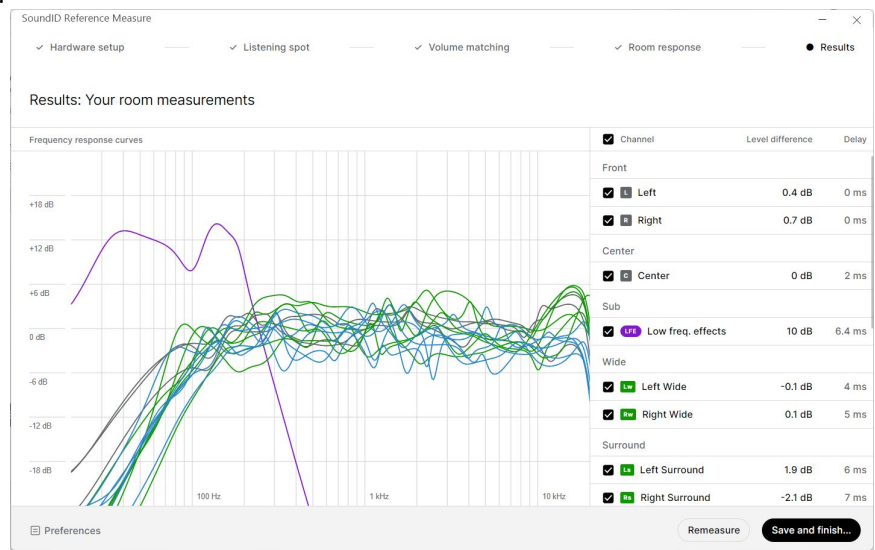 SoundID Reference Measure
Hardware setup
Listening spot
Volume matching
Room response
Results
Results: Your room measurements
Frequency response curves
Channel Level difference Delay
+18 dB
+12 dB
+6 dB
0 dB
-6 dB
-12 dB
-18 dB
100 Hz
1 kHz
10 kHz
Front
L Left 0.4 dB 0 ms
R Right 0.7 dB 0 ms
Center
C Center 0 dB 2 ms
Sub
LFE Low freq. effects 10 dB 6.4 ms
Wide
Lw Left Wide -0.1 dB 4 ms
Rw Right Wide 0.1 dB 5 ms
Surround
Ls Left Surround 1.9 dB 6 ms
Rs Right Surround -2.1 dB 7 ms
Preferences
Remeasure
Save and finish...